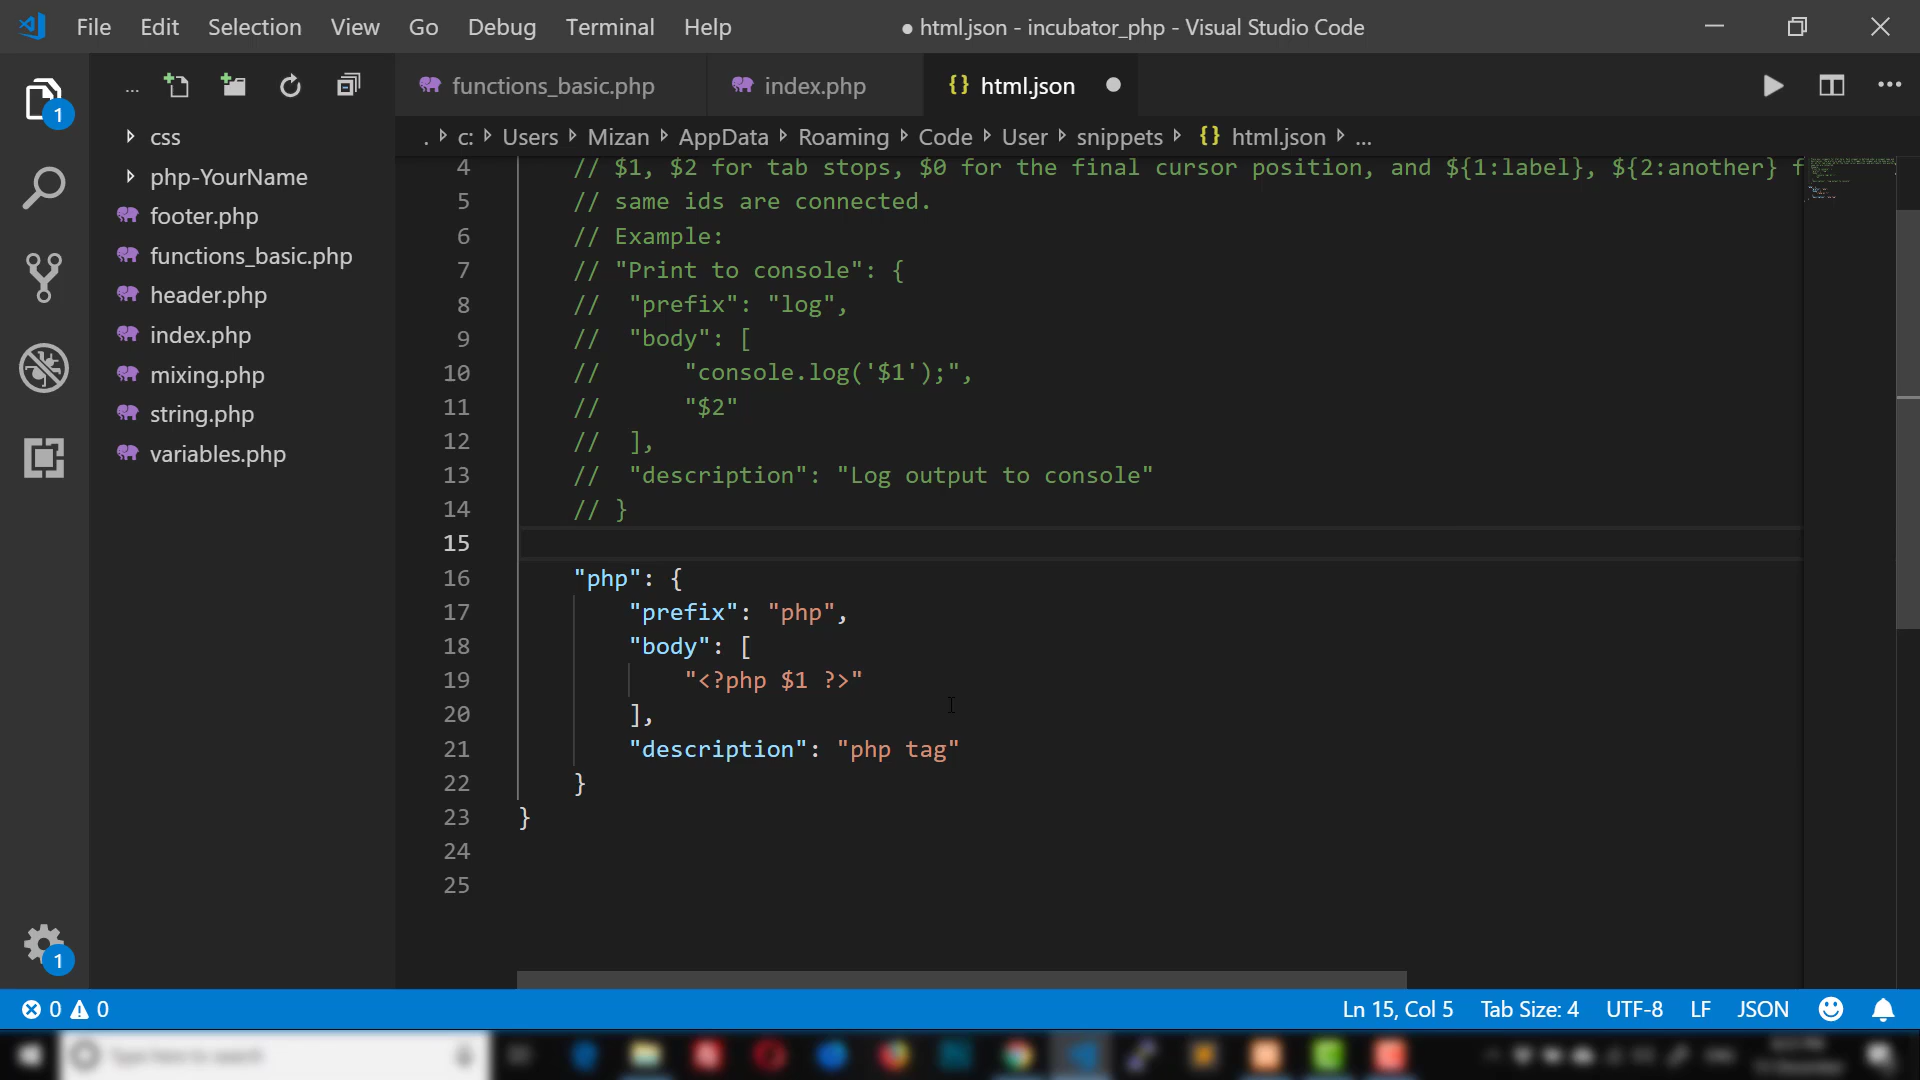 File Edit Selection View Go Debug Terminal Help
● html.json - incubator_php - Visual Studio Code
functions_basic.php
index.php
{} html.json
. c: Users Mizan AppData Roaming Code User snippets {} html.json ...
1
...
css
php-YourName
footer.php
functions_basic.php
header.php
index.php
mixing.php
string.php
variables.php
1
4 // $1, $2 for tab stops, $0 for the final cursor position, and ${1:label}, ${2:another} f
5 // same ids are connected.
6 // Example:
7 // "Print to console": {
8 // "prefix": "log",
9 // "body": [
10 // "console.log('$1');",
11 // "$2"
12 // ],
13 // "description": "Log output to console"
14 // }
15
16 "php": {
17 "prefix": "php",
18 "body": [
19 "<?php $1 ?>"
20 ],
21 "description": "php tag"
22 }
23 }
24
25
0 0
Ln 15, Col 5 Tab Size: 4 UTF-8 LF JSON
Type here to search